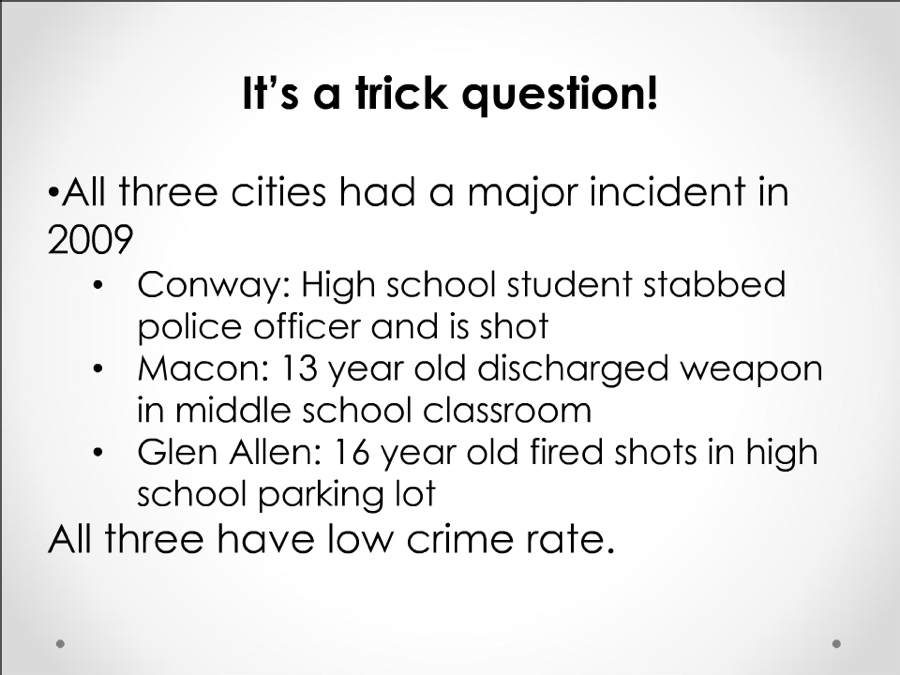 It’s a trick question!
•All three cities had a major incident in
2009
• Conway: High school student stabbed
police officer and is shot
• Macon: 13 year old discharged weapon
in middle school classroom
• Glen Allen: 16 year old fired shots in high
school parking lot
All three have low crime rate.